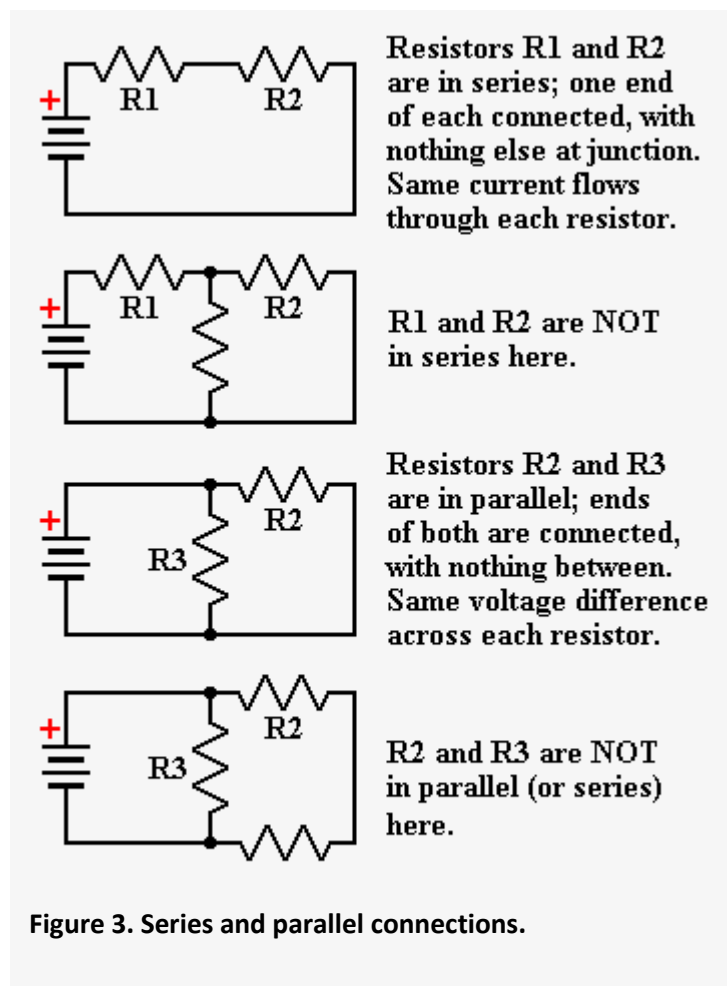 Resistors R1 and R2
are in series; one end
of each connected, with
nothing else at junction.
Same current flows
through each resistor.
+
R1
R2
R1 and R2 are NOT
in series here.
+
R1
R2
Resistors R2 and R3
are in parallel; ends
of both are connected,
with nothing between.
Same voltage difference
across each resistor.
+
R2
R3
R2 and R3 are NOT
in parallel (or series)
here.
+
R2
R3
Figure 3. Series and parallel connections.